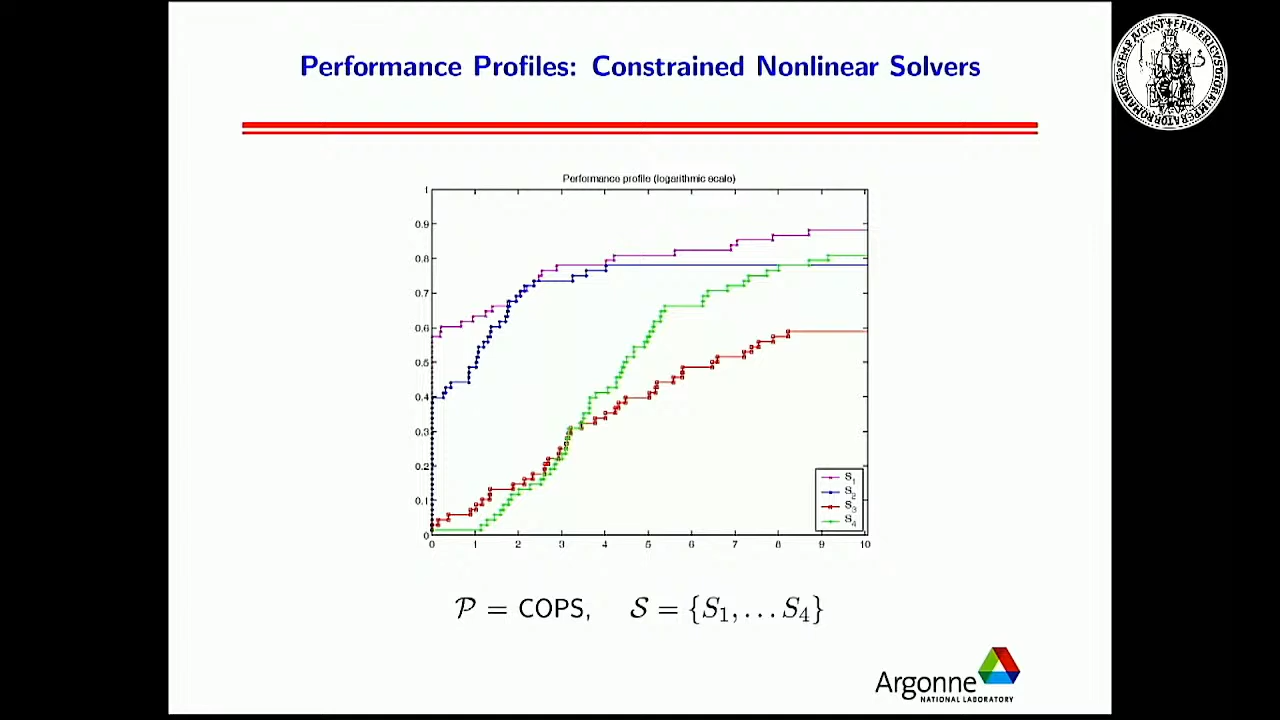 Performance Profiles: Constrained Nonlinear Solvers
Performance profile (logarithmic scale)
1
0.9
0.8
0.7
0.6
0.5
0.4
0.3
0.2
0.1
0
0 1 2 3 4 5 6 7 8 9 10
S1
S2
S3
S4
𝒫 = COPS, 𝒮 = {S1, . . . S4}
Argonne
NATIONAL LABORATORY